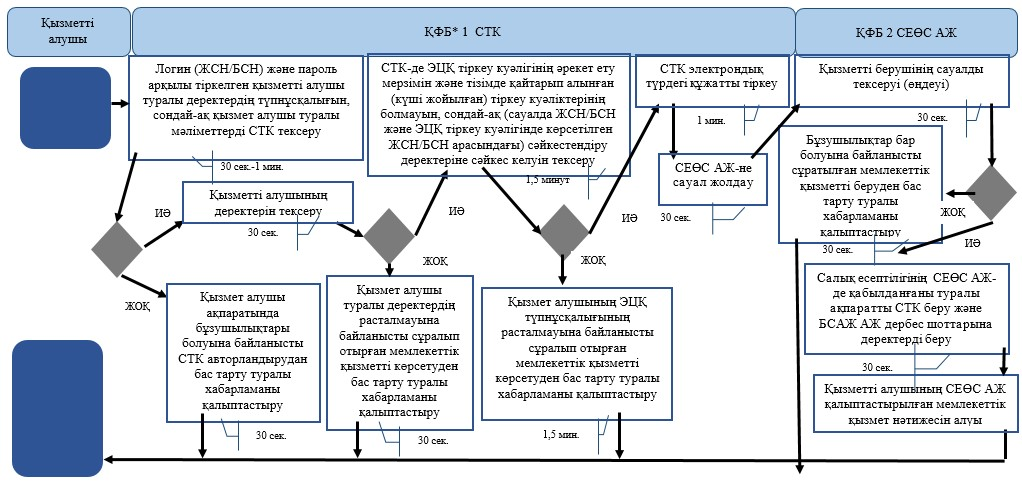 Қызметті
алушы
ҚФБ* 1 СТК
ҚФБ 2 СЕӨС АЖ
Логин (ЖСН/БСН) және пароль
арқылы тіркелген қызметті алушы
туралы деректердің түпнұсқалығын,
сондай-ақ қызмет алушы туралы
мәліметтерді СТК тексеру
30 сек.-1 мин.
СТК-де ЭЦҚ тіркеу куәлігінің әрекет ету
мерзімін және тізімде қайтарып алынған
(күші жойылған) тіркеу куәліктерінің
болмауын, сондай-ақ (сауалда ЖСН/БСН
және ЭЦҚ тіркеу куәлігінде көрсетілген
ЖСН/БСН арасындағы) сәйкестендіру
деректеріне сәйкес келуін тексеру
1,5 минут
СТК электрондық
түрдегі құжатты тіркеу
1 мин.
Қызметті берушінің сауалды
тексеруі (өңдеуі)
30 сек.
СЕӨС АЖ-не
сауал жолдау
30 сек.
Бұзушылықтар бар
болуына байланысты
сұратылған мемлекеттік
қызметті беруден бас
тарту туралы
хабарламаны
қалыптастыру
30 сек.
ЖОҚ
ИӘ
Қызметті алушының
деректерін тексеру
30 сек.
ИӘ
ЖОҚ
ИӘ
ЖОҚ
ИӘ
ЖОҚ
Қызмет алушы
ақпаратында
бұзушылықтары
болуына байланысты
СТК авторландырудан
бас тарту туралы
хабарламаны
қалыптастыру
30 сек.
Қызмет алушы
туралы деректердің
расталмауына
байланысты сұралып
отырған мемлекеттік
қызметті көрсетуден
бас тарту туралы
хабарламаны
қалыптастыру
30 сек.
Қызмет алушының ЭЦҚ
түпнұсқалығының
расталмауына байланысты
сұралып отырған
мемлекеттік қызметті
көрсетуден бас тарту туралы
хабарламаны қалыптастыру
1,5 мин.
Салық есептілігінің СЕӨС АЖ-
де қабылданғаны туралы
ақпаратты СТК беру және
БСАЖ АЖ дербес шоттарына
деректерді беру
30 сек.
Қызметті алушының СЕӨС АЖ
қалыптастырылған мемлекеттік
қызмет нәтижесін алуы